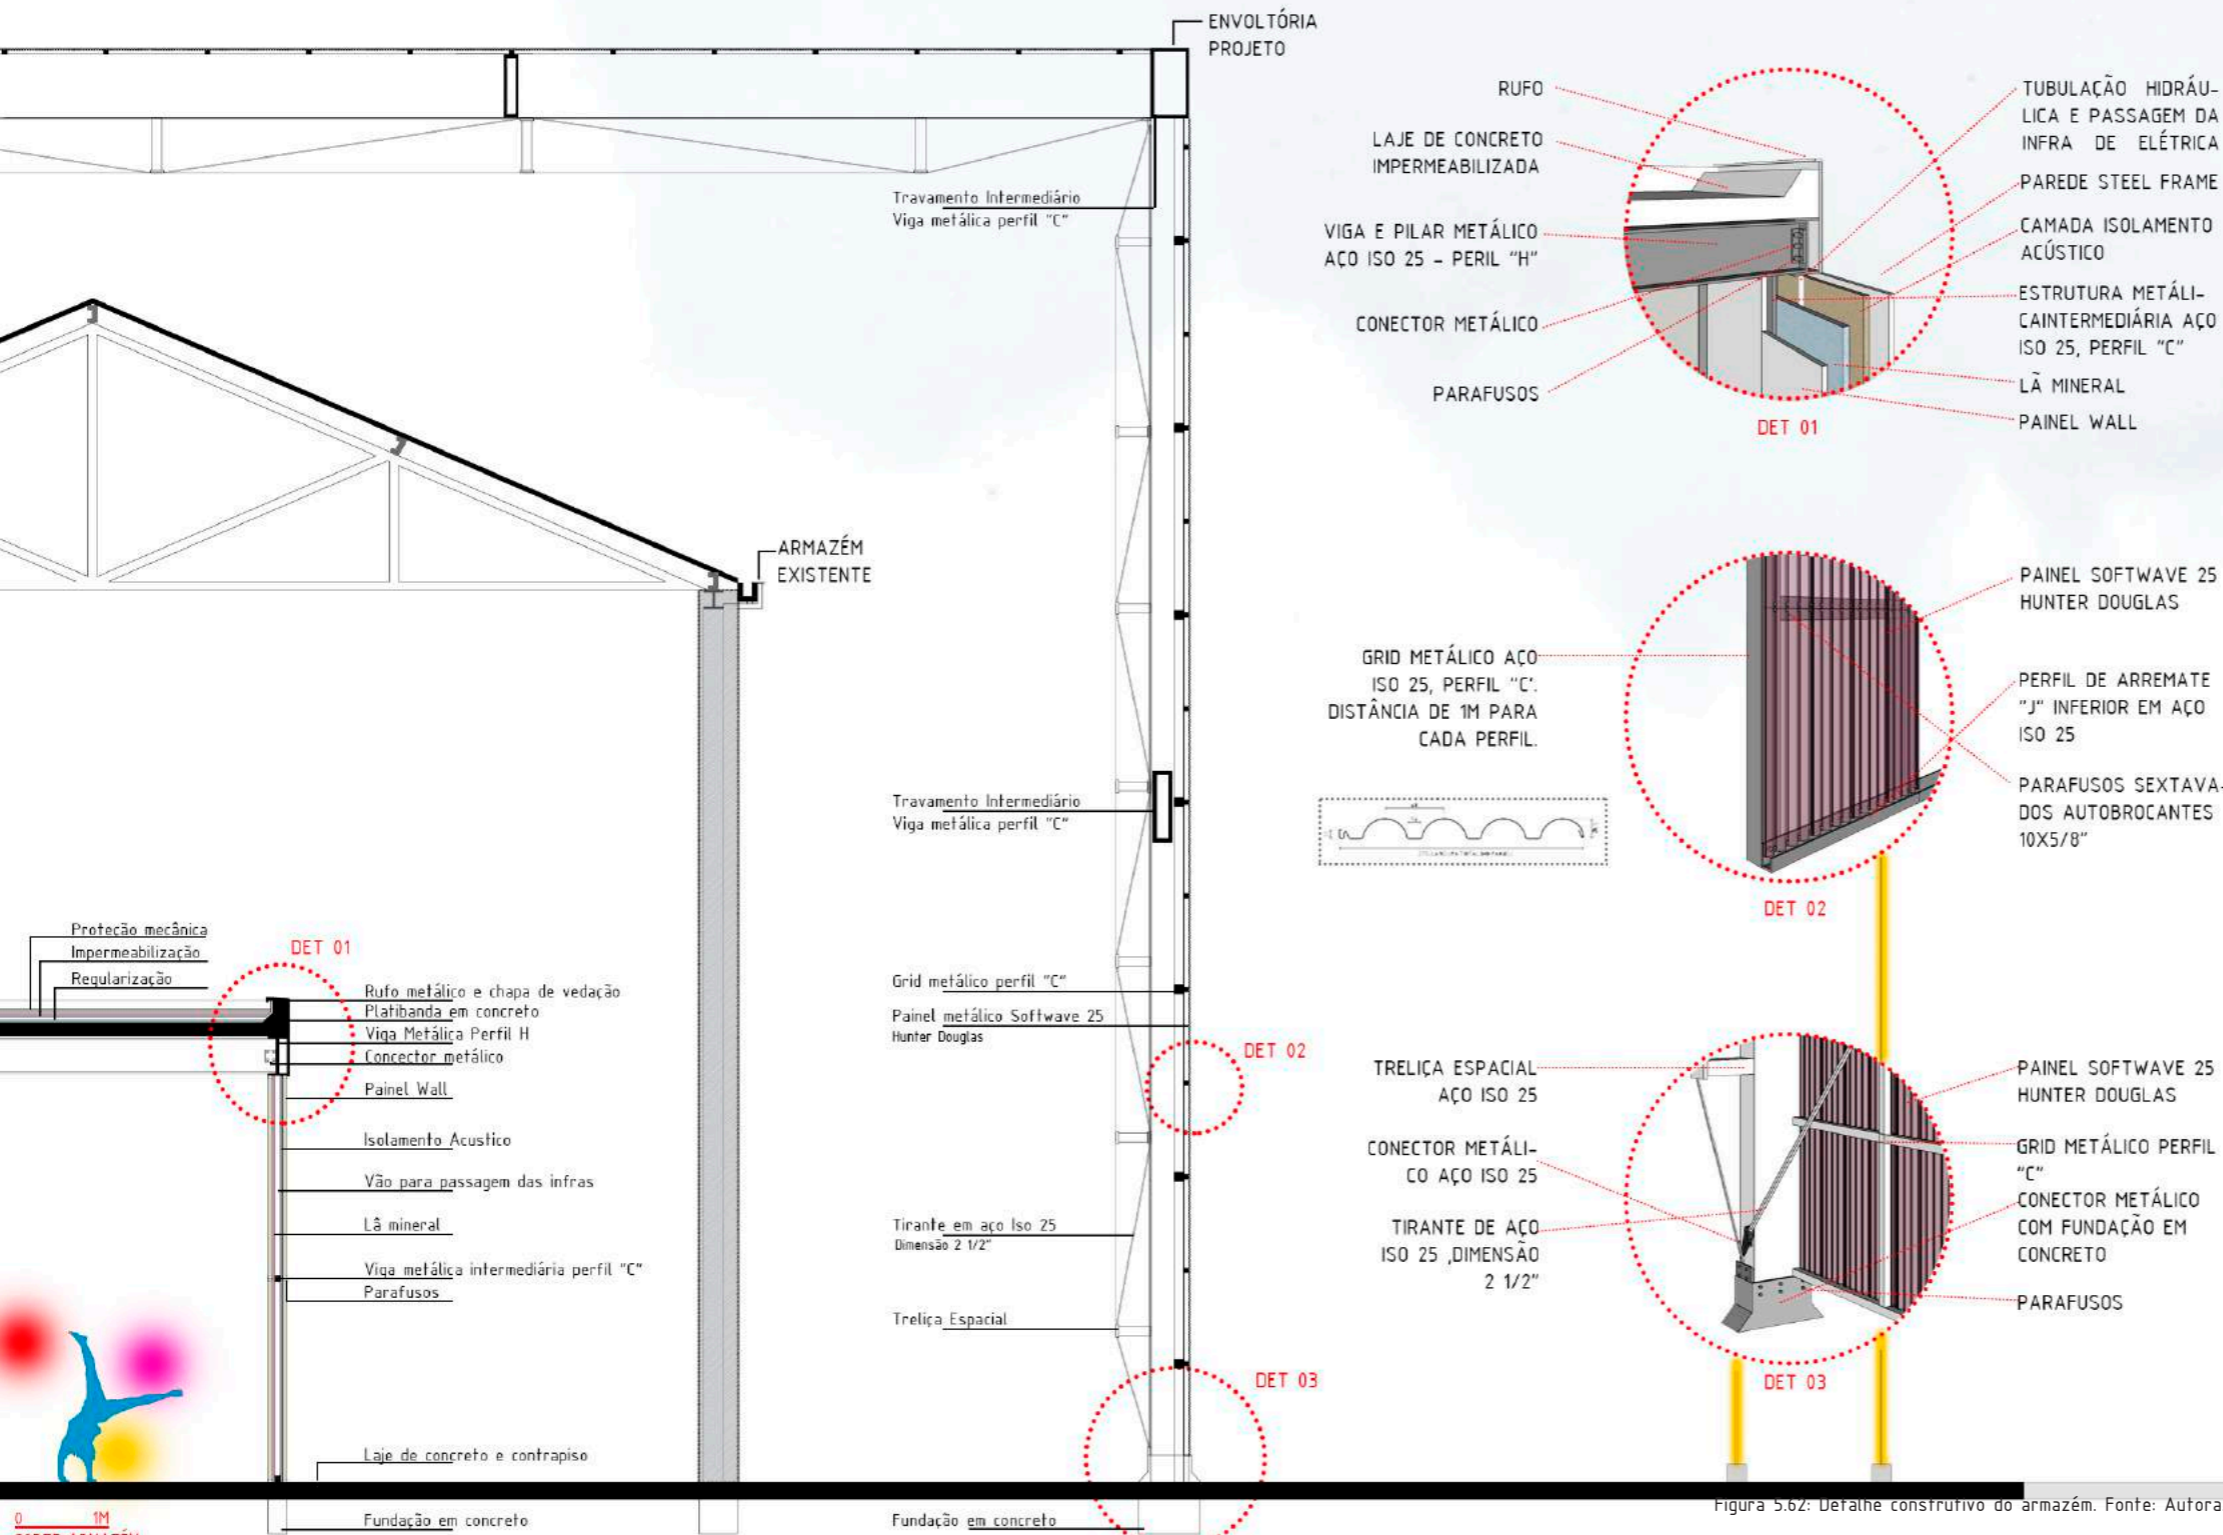 ENVOLTÓRIA
PROJETO
Travamento Intermediário
Viga metálica perfil "C"
ARMAZÉM
EXISTENTE
Travamento Intermediário
Viga metálica perfil "C"
Proteção mecânica
Impermeabilização
Regularização
DET 01
Rufo metálico e chapa de vedação
Platibanda em concreto
Viga Metálica Perfil H
Concector metálico
Painel Wall
Isolamento Acustico
Vão para passagem das infras
Lã mineral
Viga metálica intermediária perfil "C"
Parafusos
Laje de concreto e contrapiso
Fundação em concreto
0 1M
Grid metálico perfil "C"
Painel metálico Softwave 25
Hunter Douglas
DET 02
Tirante em aço Iso 25
Dimensão 2 1/2"
Treliça Espacial
DET 03
Fundação em concreto
RUFO
LAJE DE CONCRETO
IMPERMEABILIZADA
VIGA E PILAR METÁLICO
AÇO ISO 25 - PERIL "H"
CONECTOR METÁLICO
PARAFUSOS
TUBULAÇÃO HIDRÁU-
LICA E PASSAGEM DA
INFRA DE ELÉTRICA
PAREDE STEEL FRAME
CAMADA ISOLAMENTO
ACÚSTICO
ESTRUTURA METÁLI-
CAINTERMEDIÁRIA AÇO
ISO 25, PERFIL "C"
LÃ MINERAL
PAINEL WALL
DET 01
GRID METÁLICO AÇO
ISO 25, PERFIL "C'.
DISTÂNCIA DE 1M PARA
CADA PERFIL.
PAINEL SOFTWAVE 25
HUNTER DOUGLAS
PERFIL DE ARREMATE
"J" INFERIOR EM AÇO
ISO 25
PARAFUSOS SEXTAVA-
DOS AUTOBROCANTES
10X5/8"
DET 02
TRELIÇA ESPACIAL
AÇO ISO 25
CONECTOR METÁLI-
CO AÇO ISO 25
TIRANTE DE AÇO
ISO 25 ,DIMENSÃO
2 1/2"
PAINEL SOFTWAVE 25
HUNTER DOUGLAS
GRID METÁLICO PERFIL
"C"
CONECTOR METÁLICO
COM FUNDAÇÃO EM
CONCRETO
PARAFUSOS
DET 03
Figura 5.62: Detalhe construtivo do armazém. Fonte: Autora